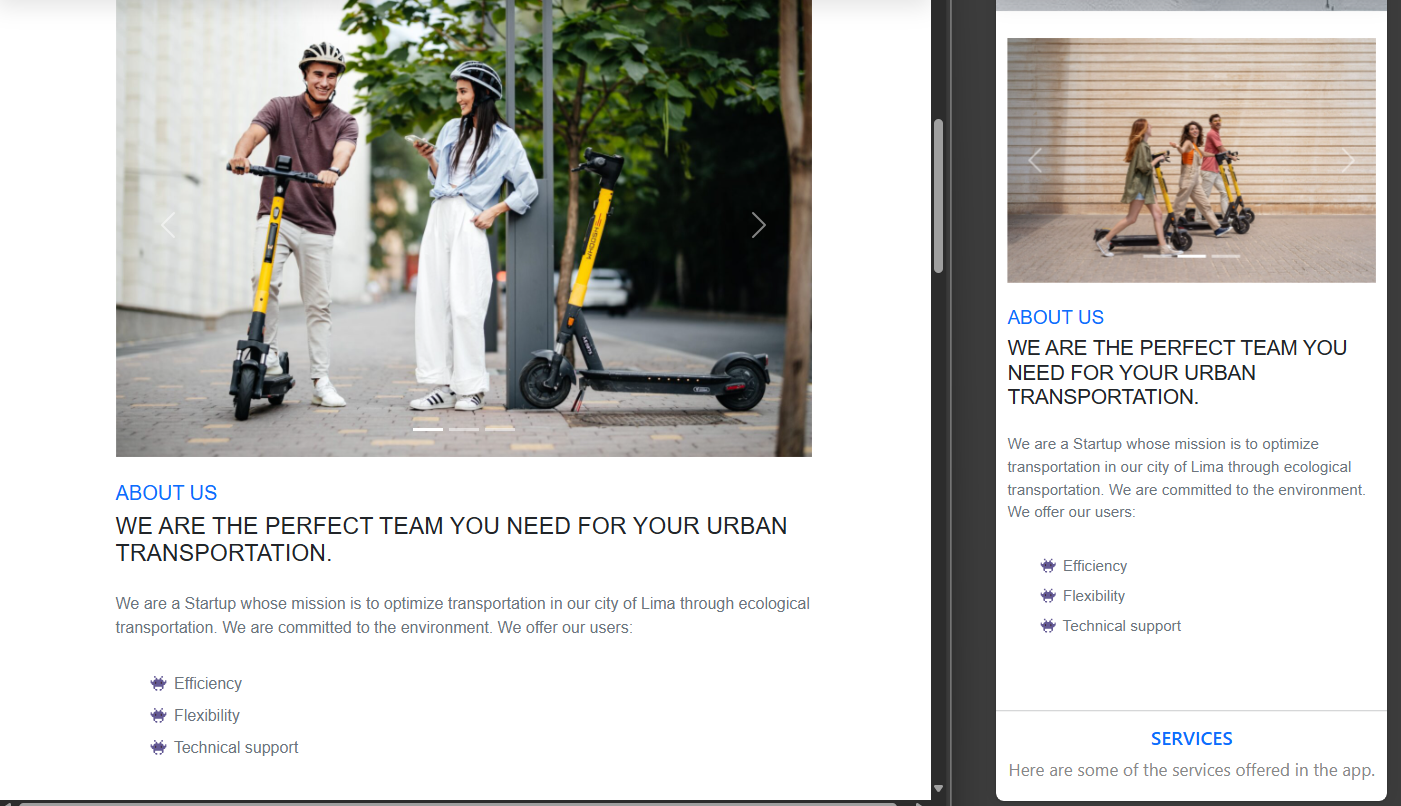 WHOOSH
ABOUT US
WE ARE THE PERFECT TEAM YOU NEED FOR YOUR URBAN
TRANSPORTATION.
We are a Startup whose mission is to optimize transportation in our city of Lima through ecological
transportation. We are committed to the environment. We offer our users:
Efficiency
Flexibility
Technical support
ABOUT US
WE ARE THE PERFECT TEAM YOU
NEED FOR YOUR URBAN
TRANSPORTATION.
We are a Startup whose mission is to optimize
transportation in our city of Lima through ecological
transportation. We are committed to the environment.
We offer our users:
Efficiency
Flexibility
Technical support
SERVICES
Here are some of the services offered in the app.